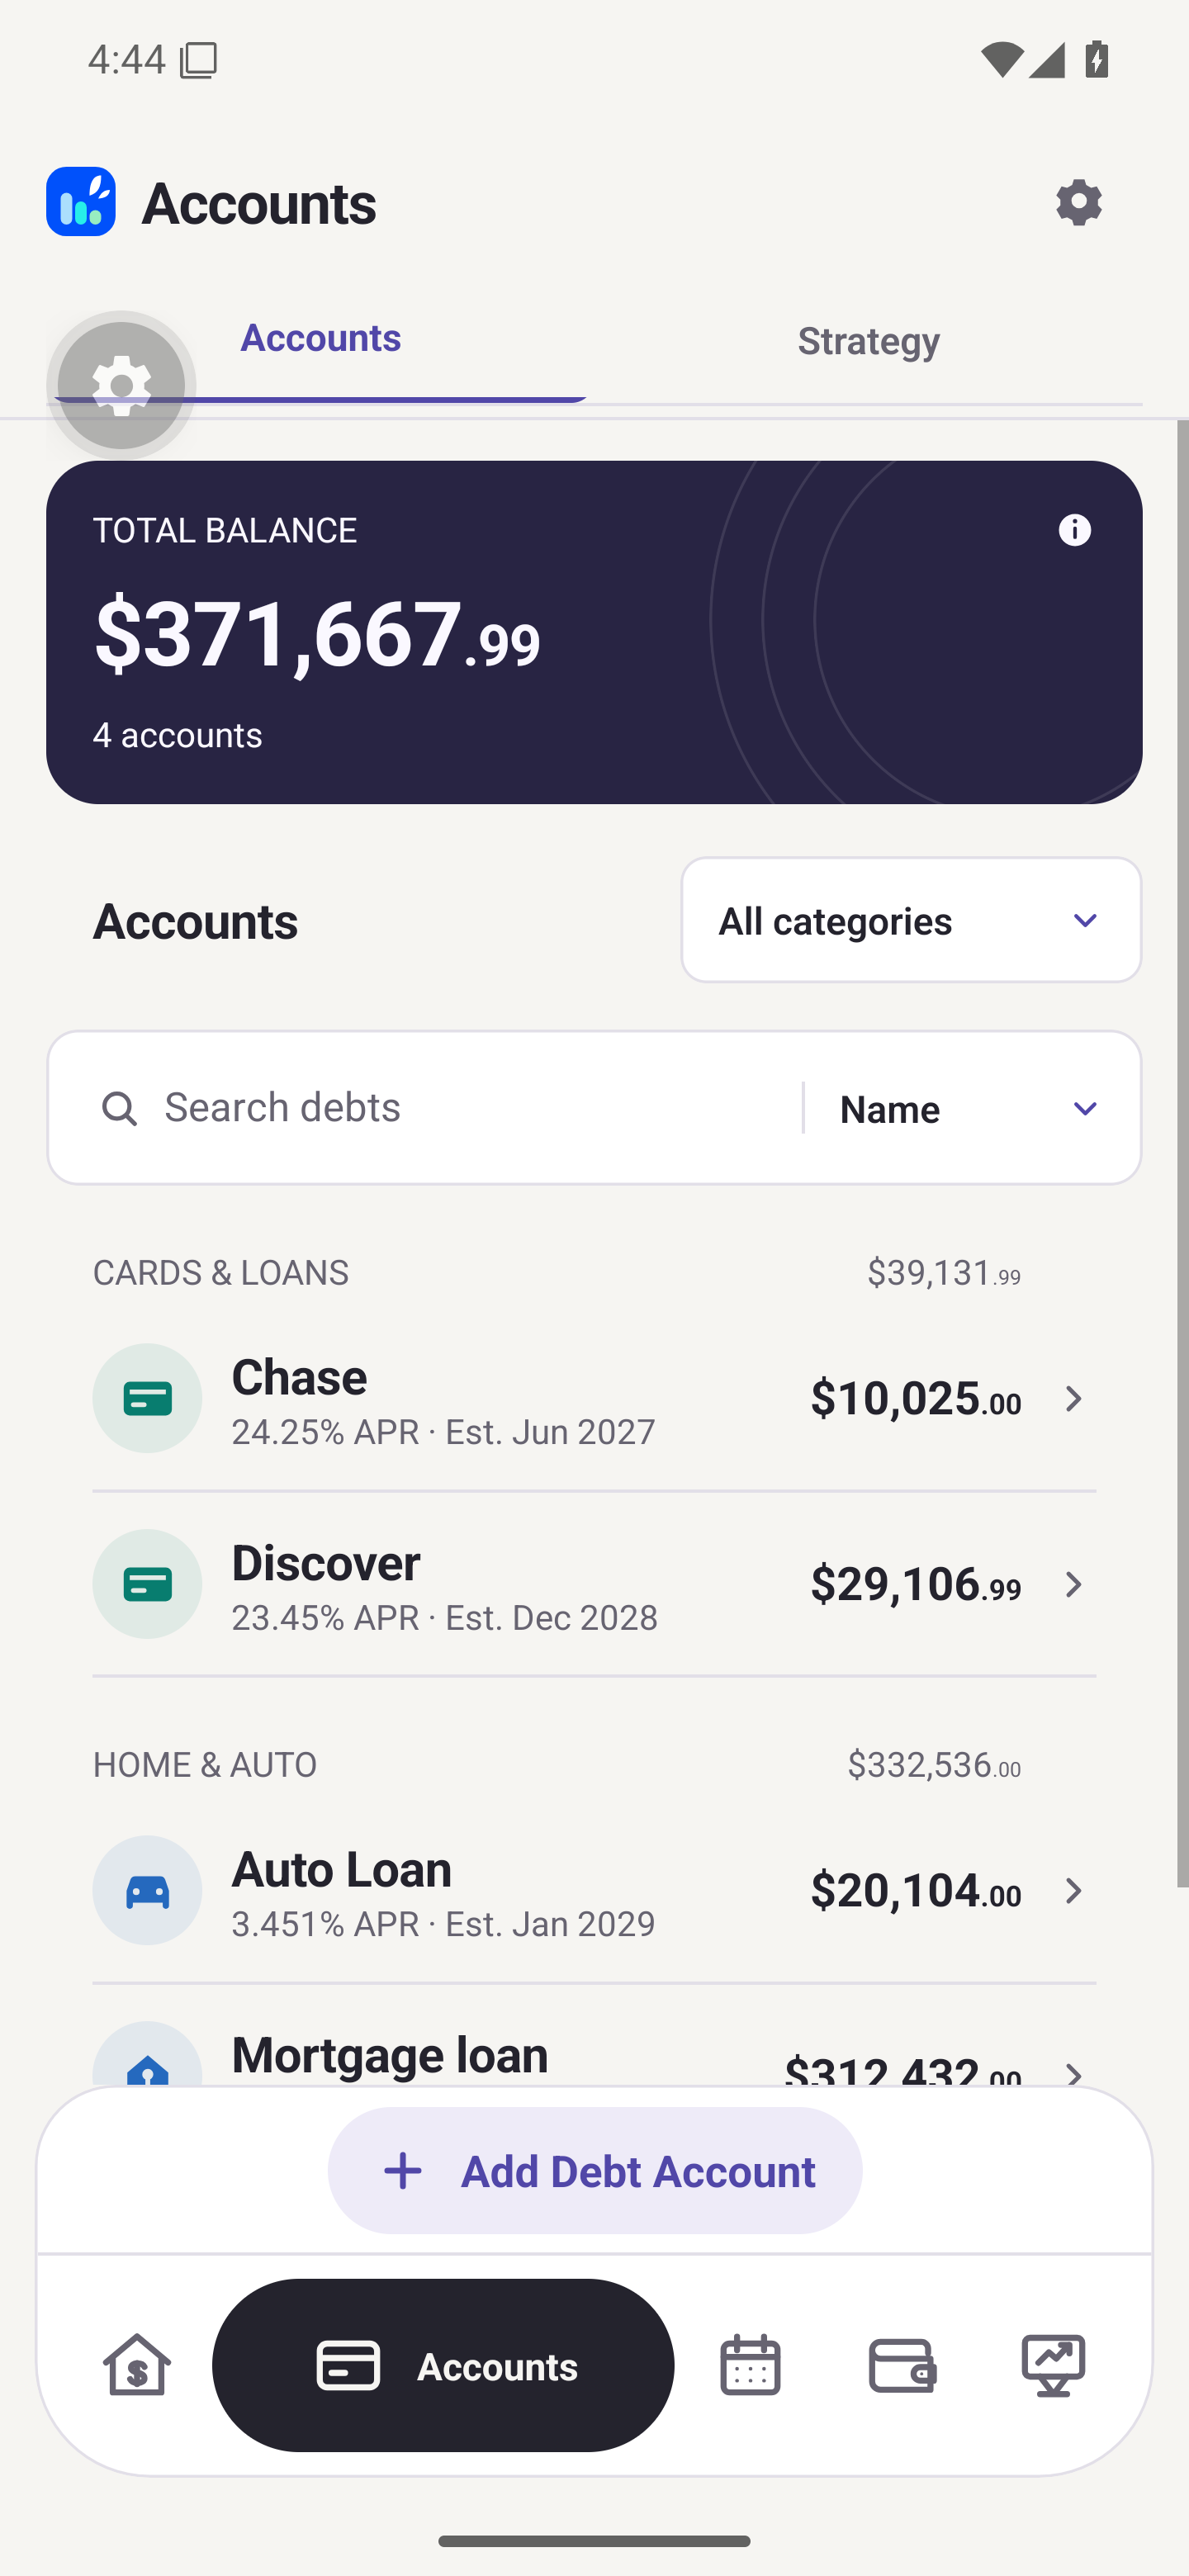 4:44
Accounts
Accounts
Strategy
TOTAL BALANCE
$371,667.99
4 accounts
Accounts
All categories
Search debts
Name
CARDS & LOANS
$39,131.99
Chase
$10,025.00
24.25% APR · Est. Jun 2027
Discover
$29,106.99
23.45% APR · Est. Dec 2028
HOME & AUTO
$332,536.00
Auto Loan
$20,104.00
3.451% APR · Est. Jan 2029
Mortgage loan
$312,432.00
Add Debt Account
Accounts